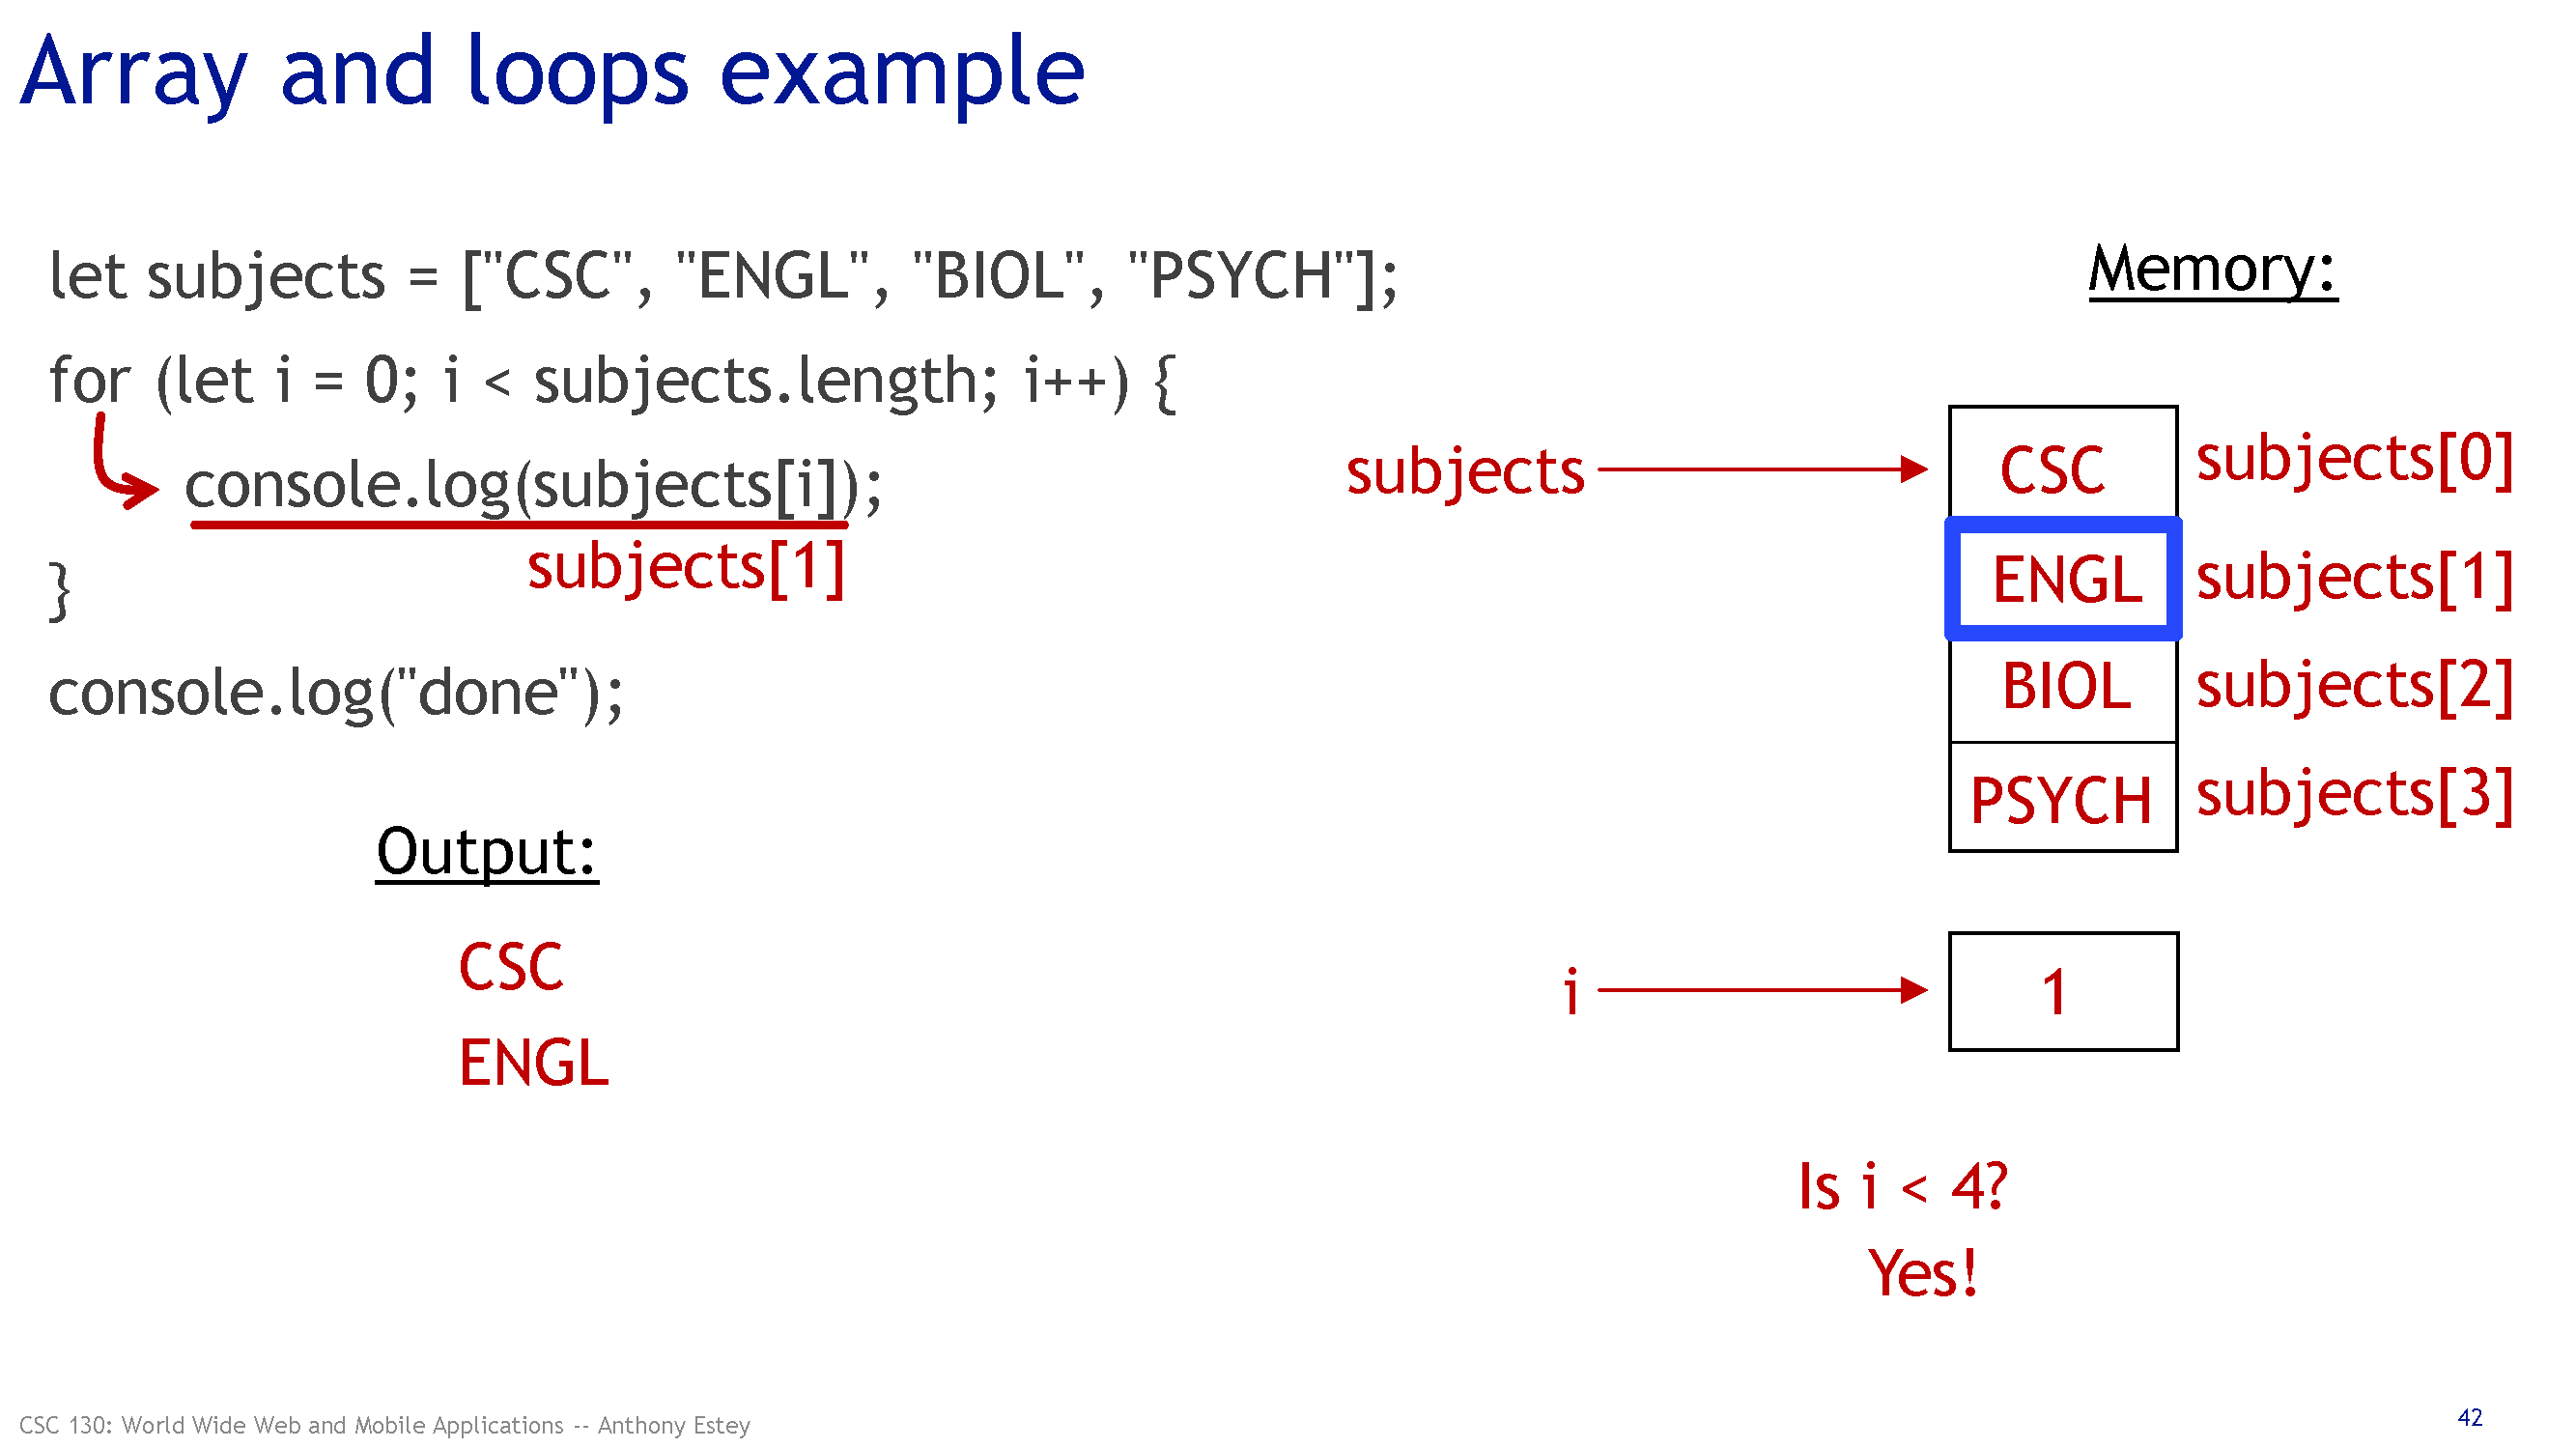 Array and loops example
let subjects = ["CSC", "ENGL", "BIOL", "PSYCH"];
for (let i = 0; i < subjects.length; i++) {
console.log(subjects[i]);
subjects[1]
}
console.log("done");
Output:
CSC
ENGL
Memory:
subjects
CSC subjects[0]
ENGL subjects[1]
BIOL subjects[2]
PSYCH subjects[3]
i
1
Is i < 4?
Yes!
CSC 130: World Wide Web and Mobile Applications -- Anthony Estey
42